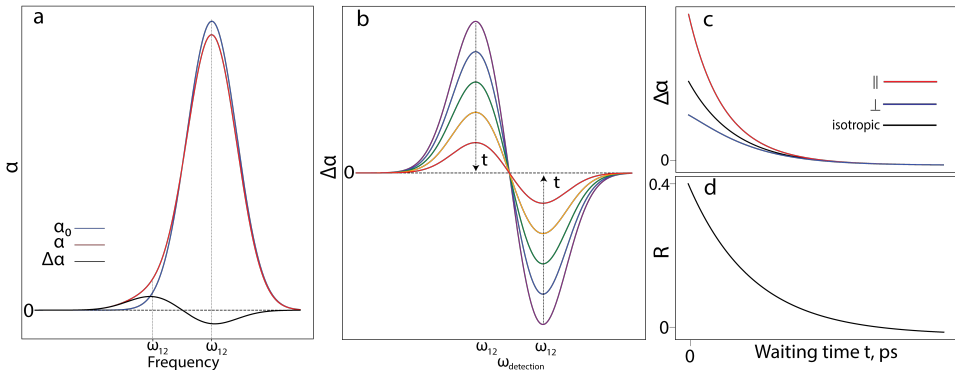 a
α
α₀
α
Δα
0
ω₁₂
ω₁₂
Frequency
b
Δα
0
t
t
ω₁₂
ω₁₂
ωdetection
c
Δα
0
||
⊥
isotropic
d
R
0.4
0
0
Waiting time t, ps